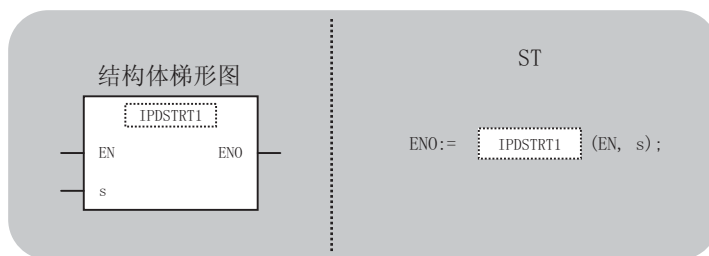 结构体梯形图
IPDSTRT1
EN ENO
s
ST
ENO:= IPDSTRT1 (EN, s);